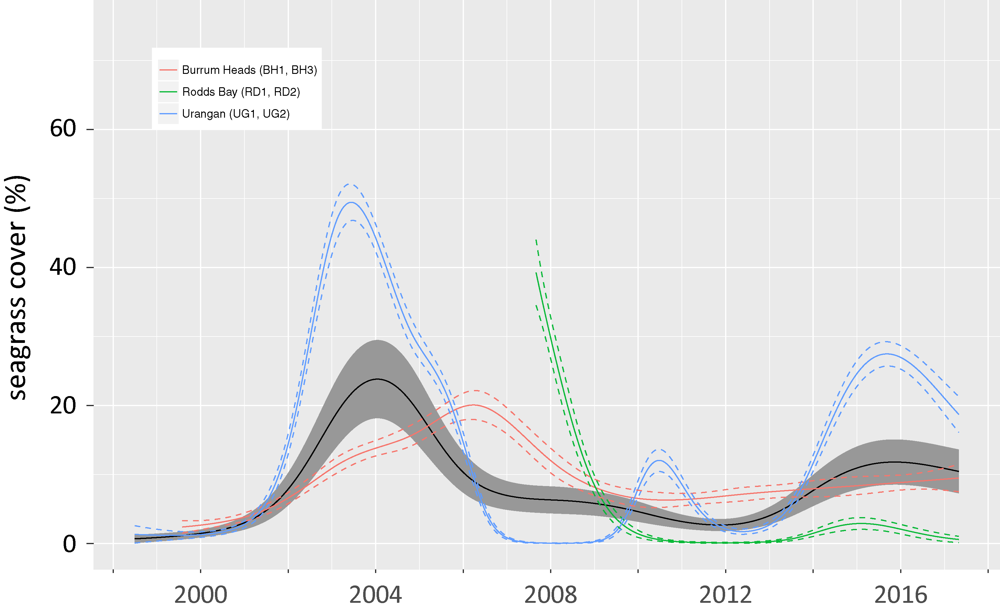 Burrum Heads (BH1, BH3)
Rodds Bay (RD1, RD2)
Urangan (UG1, UG2)
seagrass cover (%)
60
40
20
0
2000 2004 2008 2012 2016